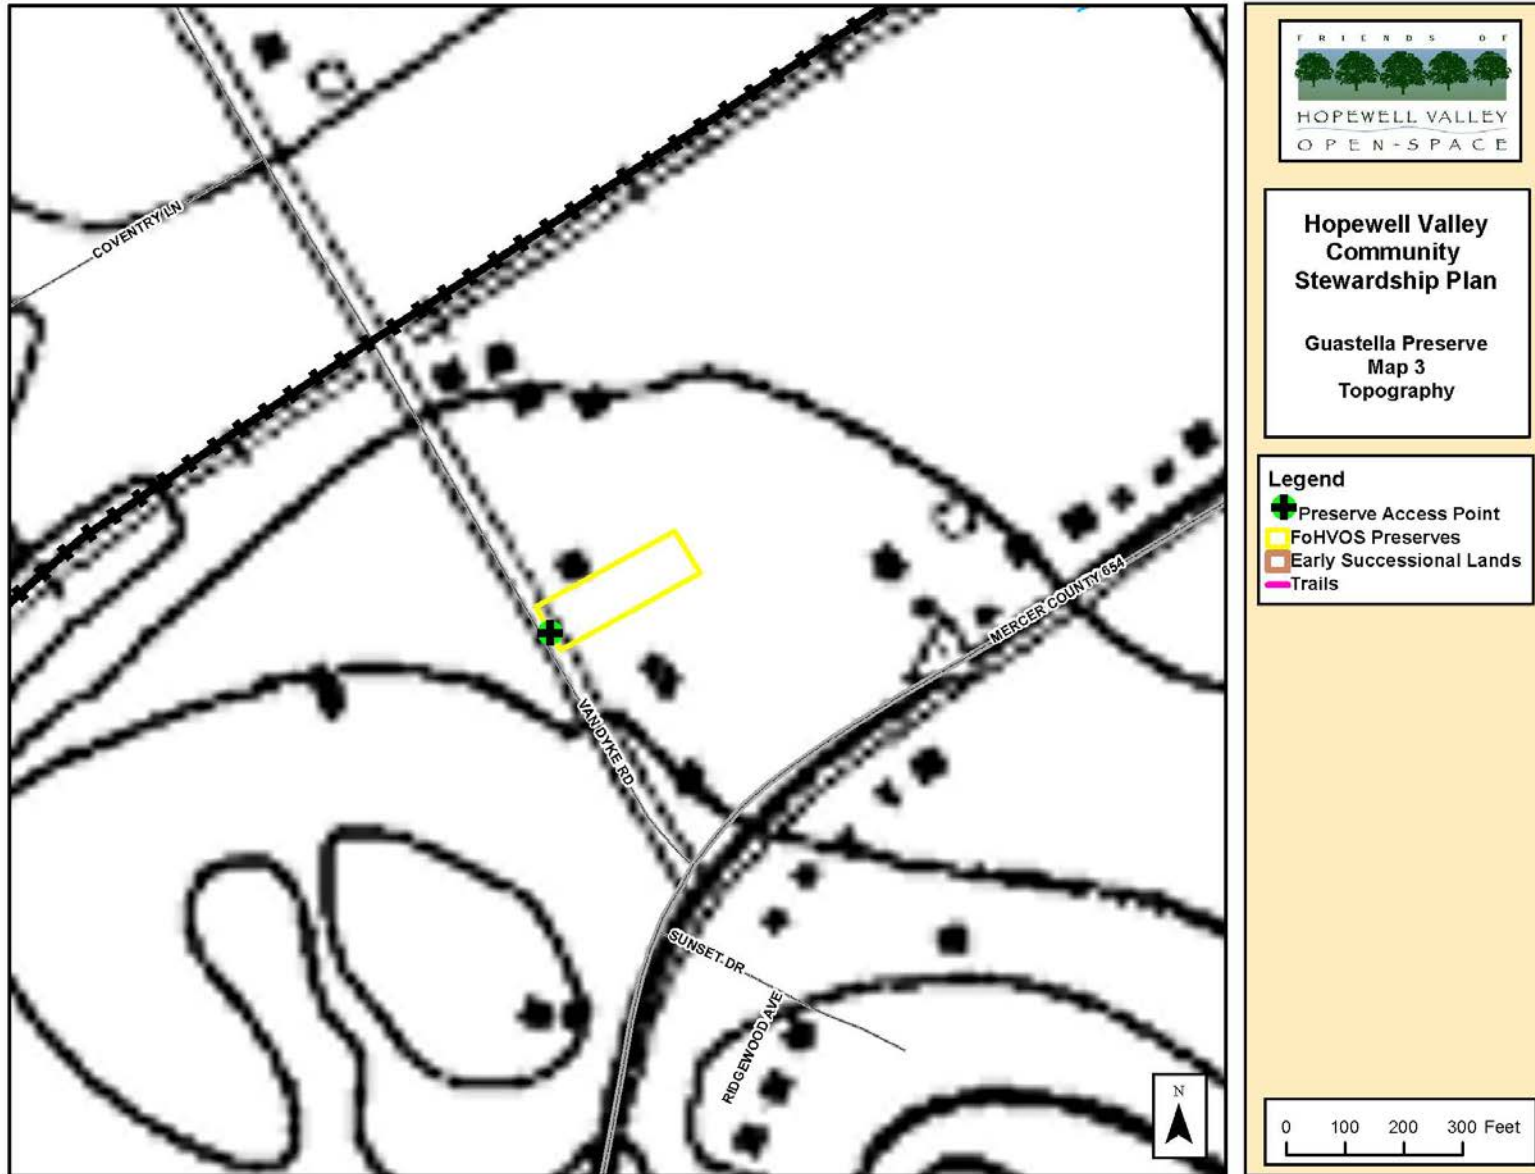 COVENTRY LN
VAN DYKE RD
MERCER COUNTY 654
SUNSET DR
RIDGEWOOD AVE
N
FRIENDS OF
HOPEWELL VALLEY
OPEN-SPACE
Hopewell Valley
Community
Stewardship Plan
Guastella Preserve
Map 3
Topography
Legend
Preserve Access Point
FoHVOS Preserves
Early Successional Lands
Trails
0 100 200 300 Feet